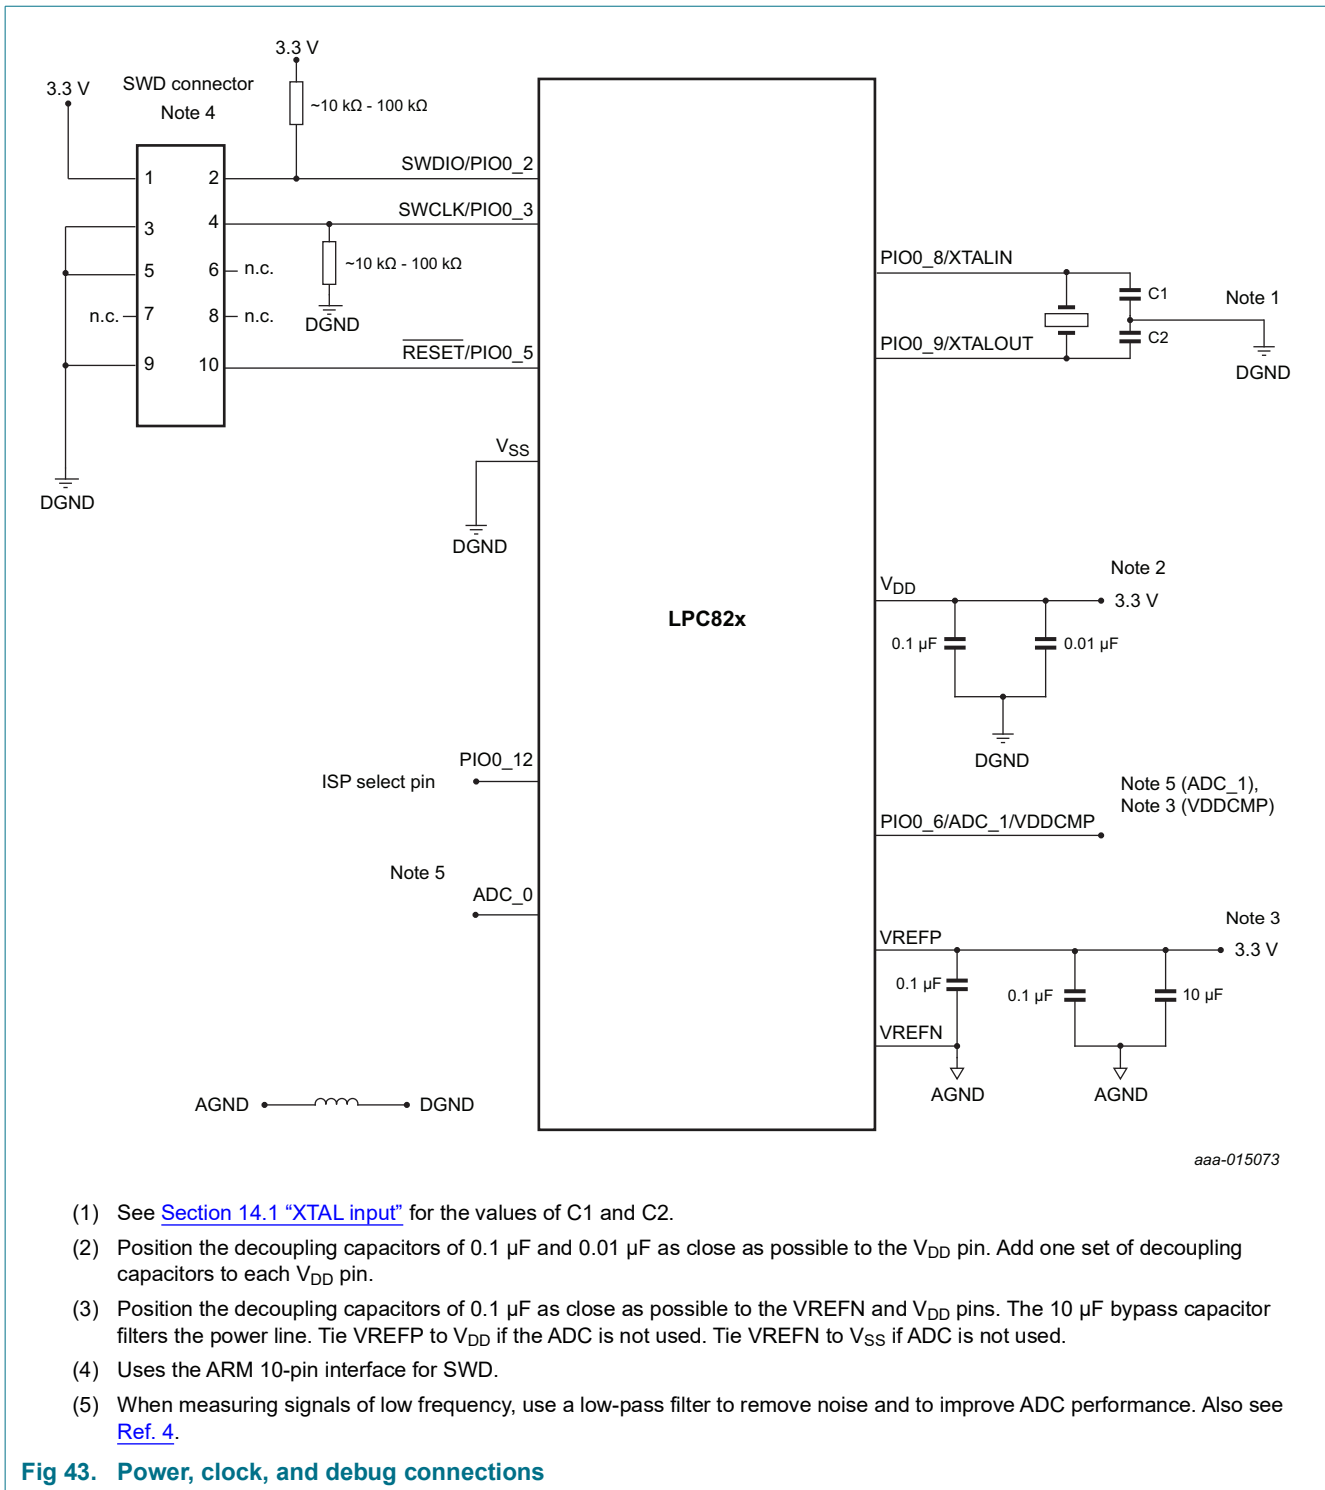 3.3 V
3.3 V
SWD connector
Note 4
~10 kΩ - 100 kΩ
1
2
SWDIO/PIO0_2
3
4
SWCLK/PIO0_3
5
6
n.c.
~10 kΩ - 100 kΩ
n.c.
7
8
n.c.
DGND
9
10
RESET/PIO0_5
DGND
VSS
DGND
PIO0_8/XTALIN
C1
Note 1
PIO0_9/XTALOUT
C2
DGND
LPC82x
Note 2
VDD
3.3 V
0.1 µF
0.01 µF
DGND
PIO0_12
ISP select pin
Note 5 (ADC_1),
Note 3 (VDDCMP)
PIO0_6/ADC_1/VDDCMP
Note 5
ADC_0
Note 3
VREFP
3.3 V
0.1 µF
0.1 µF
10 µF
VREFN
AGND
AGND
AGND
DGND
aaa-015073
(1) See Section 14.1 “XTAL input” for the values of C1 and C2.
(2) Position the decoupling capacitors of 0.1 µF and 0.01 µF as close as possible to the VDD pin. Add one set of decoupling
capacitors to each VDD pin.
(3) Position the decoupling capacitors of 0.1 µF as close as possible to the VREFN and VDD pins. The 10 µF bypass capacitor
filters the power line. Tie VREFP to VDD if the ADC is not used. Tie VREFN to VSS if ADC is not used.
(4) Uses the ARM 10-pin interface for SWD.
(5) When measuring signals of low frequency, use a low-pass filter to remove noise and to improve ADC performance. Also see
Ref. 4.
Fig 43. Power, clock, and debug connections